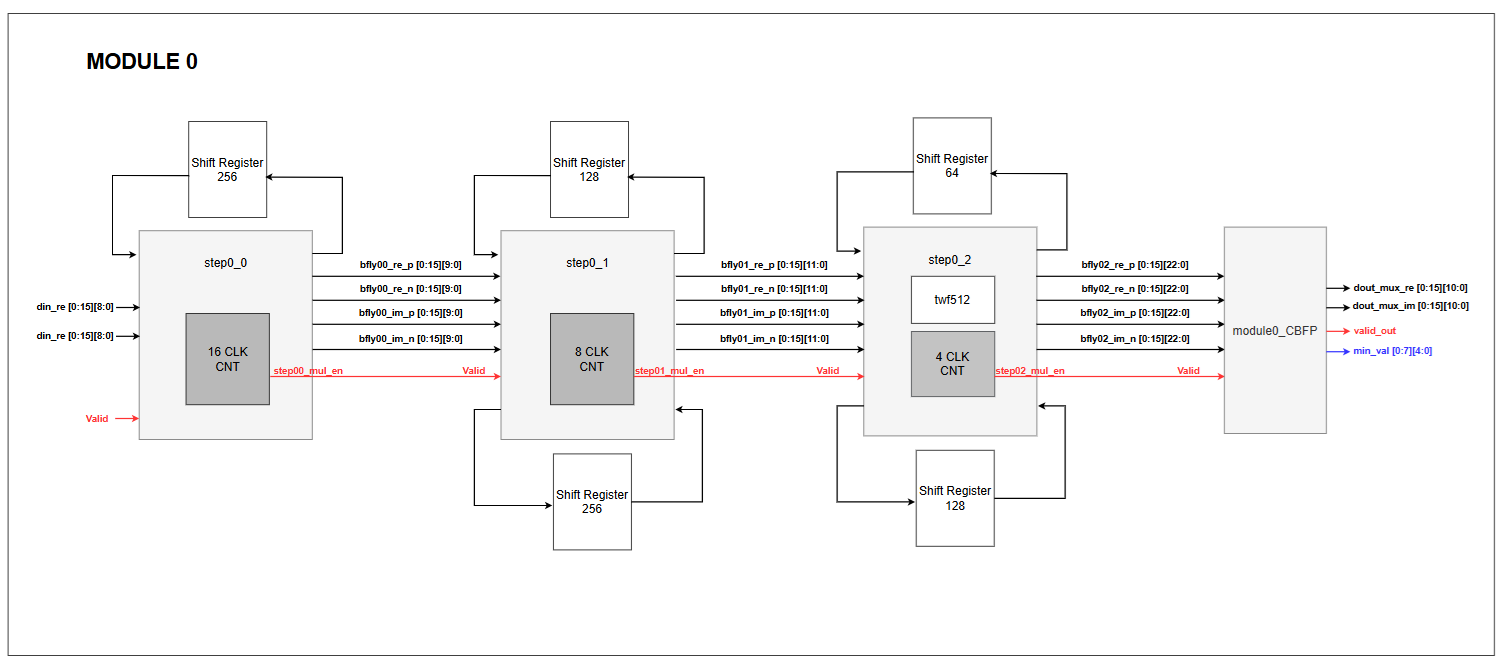 MODULE 0
Shift Register
256
Shift Register
128
Shift Register
64
step0_0
step0_1
step0_2
bfly00_re_p [0:15][9:0]
bfly01_re_p [0:15][11:0]
bfly02_re_p [0:15][22:0]
bfly00_re_n [0:15][9:0]
bfly01_re_n [0:15][11:0]
twf512
bfly02_re_n [0:15][22:0]
dout_mux_re [0:15][10:0]
din_re [0:15][8:0]
bfly00_im_p [0:15][9:0]
bfly01_im_p [0:15][11:0]
bfly02_im_p [0:15][22:0]
dout_mux_im [0:15][10:0]
din_re [0:15][8:0]
bfly00_im_n [0:15][9:0]
bfly01_im_n [0:15][11:0]
bfly02_im_n [0:15][22:0]
module0_CBFP
valid_out
min_val [0:7][4:0]
16 CLK
CNT
8 CLK
CNT
4 CLK
CNT
step00_mul_en
Valid
step01_mul_en
Valid
step02_mul_en
Valid
Valid
Shift Register
256
Shift Register
128